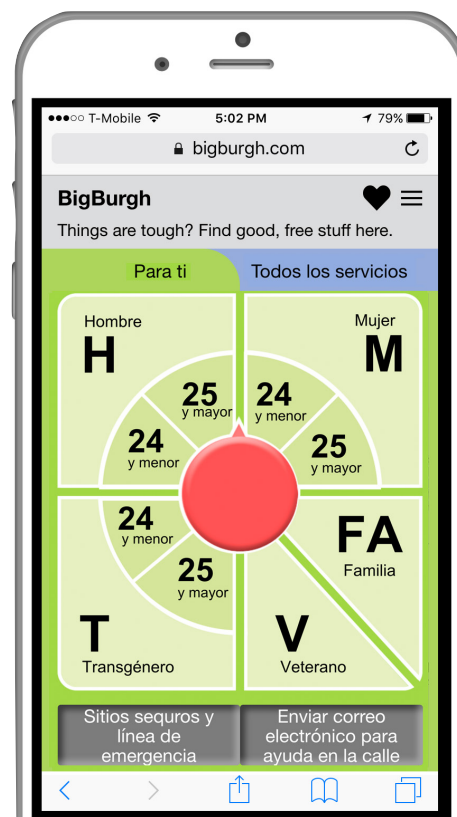 T-Mobile 5:02 PM 79%
bigburgh.com
BigBurgh
Things are tough? Find good, free stuff here.
Para ti
Todos los servicios
Hombre
H
25
y mayor
24
y menor
Mujer
M
24
y menor
25
y mayor
24
y menor
25
y mayor
T
Transgénero
FA
Familia
V
Veterano
Sitios sequros y
línea de
emergencia
Enviar correo
electrónico para
ayuda en la calle